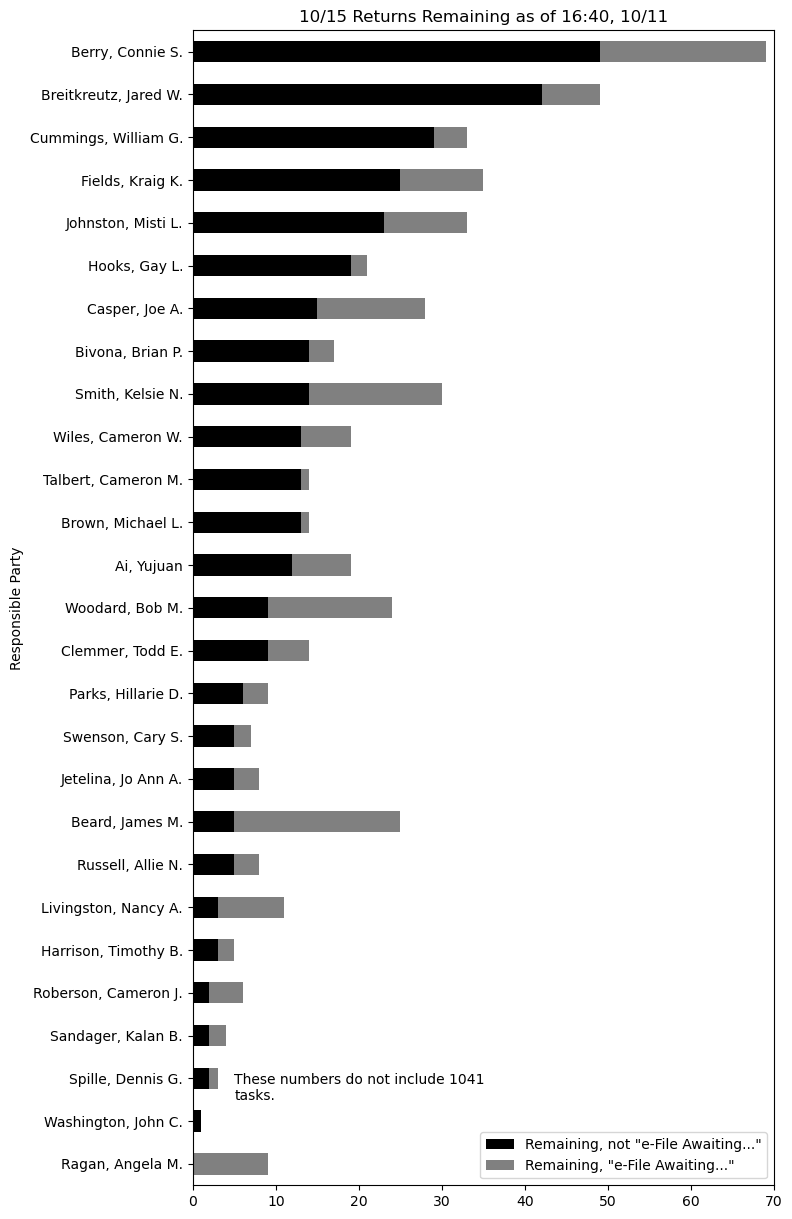 10/15 Returns Remaining as of 16:40, 10/11
Responsible Party
Berry, Connie S.
Breitkreutz, Jared W.
Cummings, William G.
Fields, Kraig K.
Johnston, Misti L.
Hooks, Gay L.
Casper, Joe A.
Bivona, Brian P.
Smith, Kelsie N.
Wiles, Cameron W.
Talbert, Cameron M.
Brown, Michael L.
Ai, Yujuan
Woodard, Bob M.
Clemmer, Todd E.
Parks, Hillarie D.
Swenson, Cary S.
Jetelina, Jo Ann A.
Beard, James M.
Russell, Allie N.
Livingston, Nancy A.
Harrison, Timothy B.
Roberson, Cameron J.
Sandager, Kalan B.
Spille, Dennis G.
Washington, John C.
Ragan, Angela M.
These numbers do not include 1041
tasks.
Remaining, not "e-File Awaiting..."
Remaining, "e-File Awaiting..."
0 10 20 30 40 50 60 70